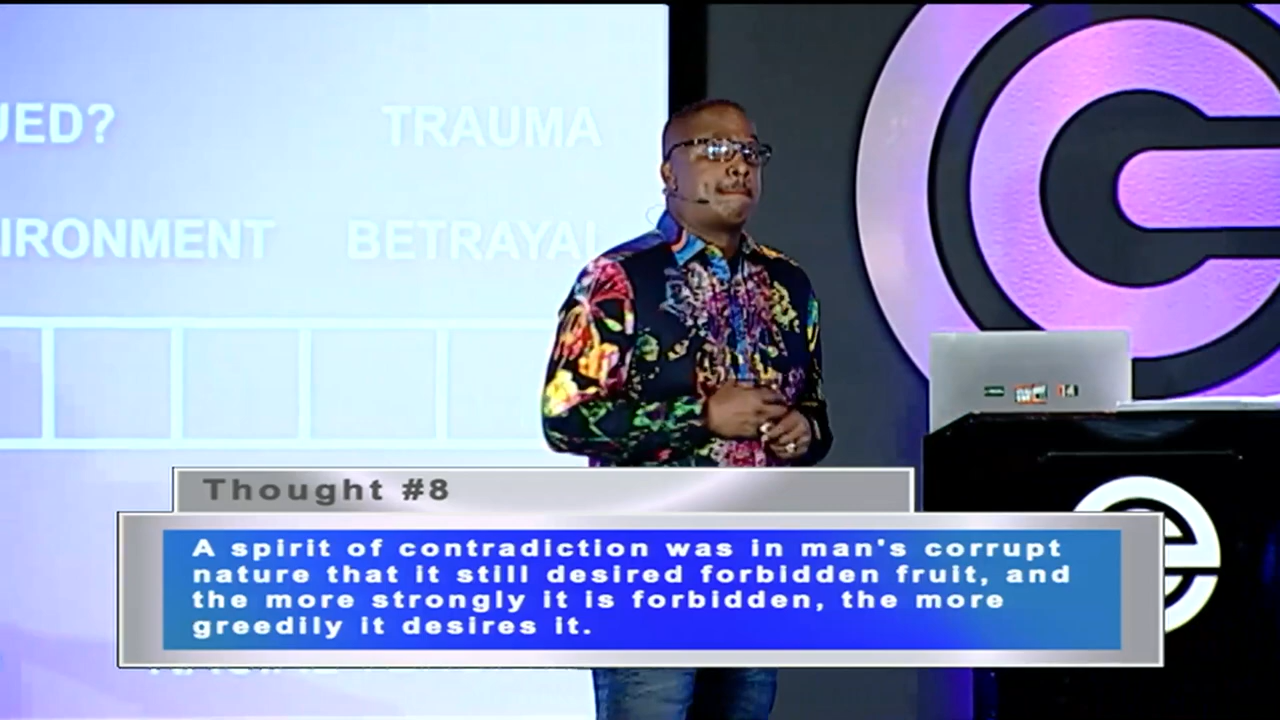 UED?
TRAUMA
IRONMENT
BETRAYAL
Thought #8
A spirit of contradiction was in man's corrupt
nature that it still desired forbidden fruit, and
the more strongly it is forbidden, the more
greedily it desires it.